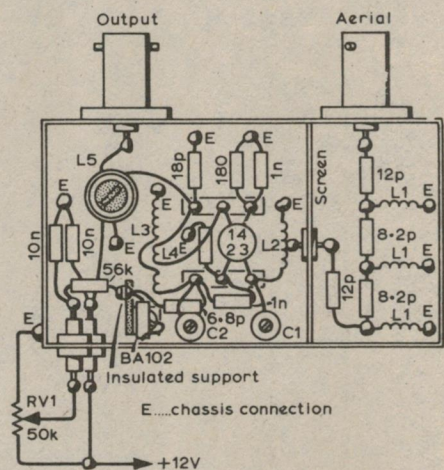 Output
Aerial
E
E
E
L5
18p
180
1n
Screen
12p
E
E
L3
E
L1
E
10n
10n
14
23
L4
E
L2
8·2p
E
L1
E
56k
12p
8·2p
E
1n
L1
E
6·8p
C2
C1
BA102
Insulated support
RV1
E.....chassis connection
50k
+12V